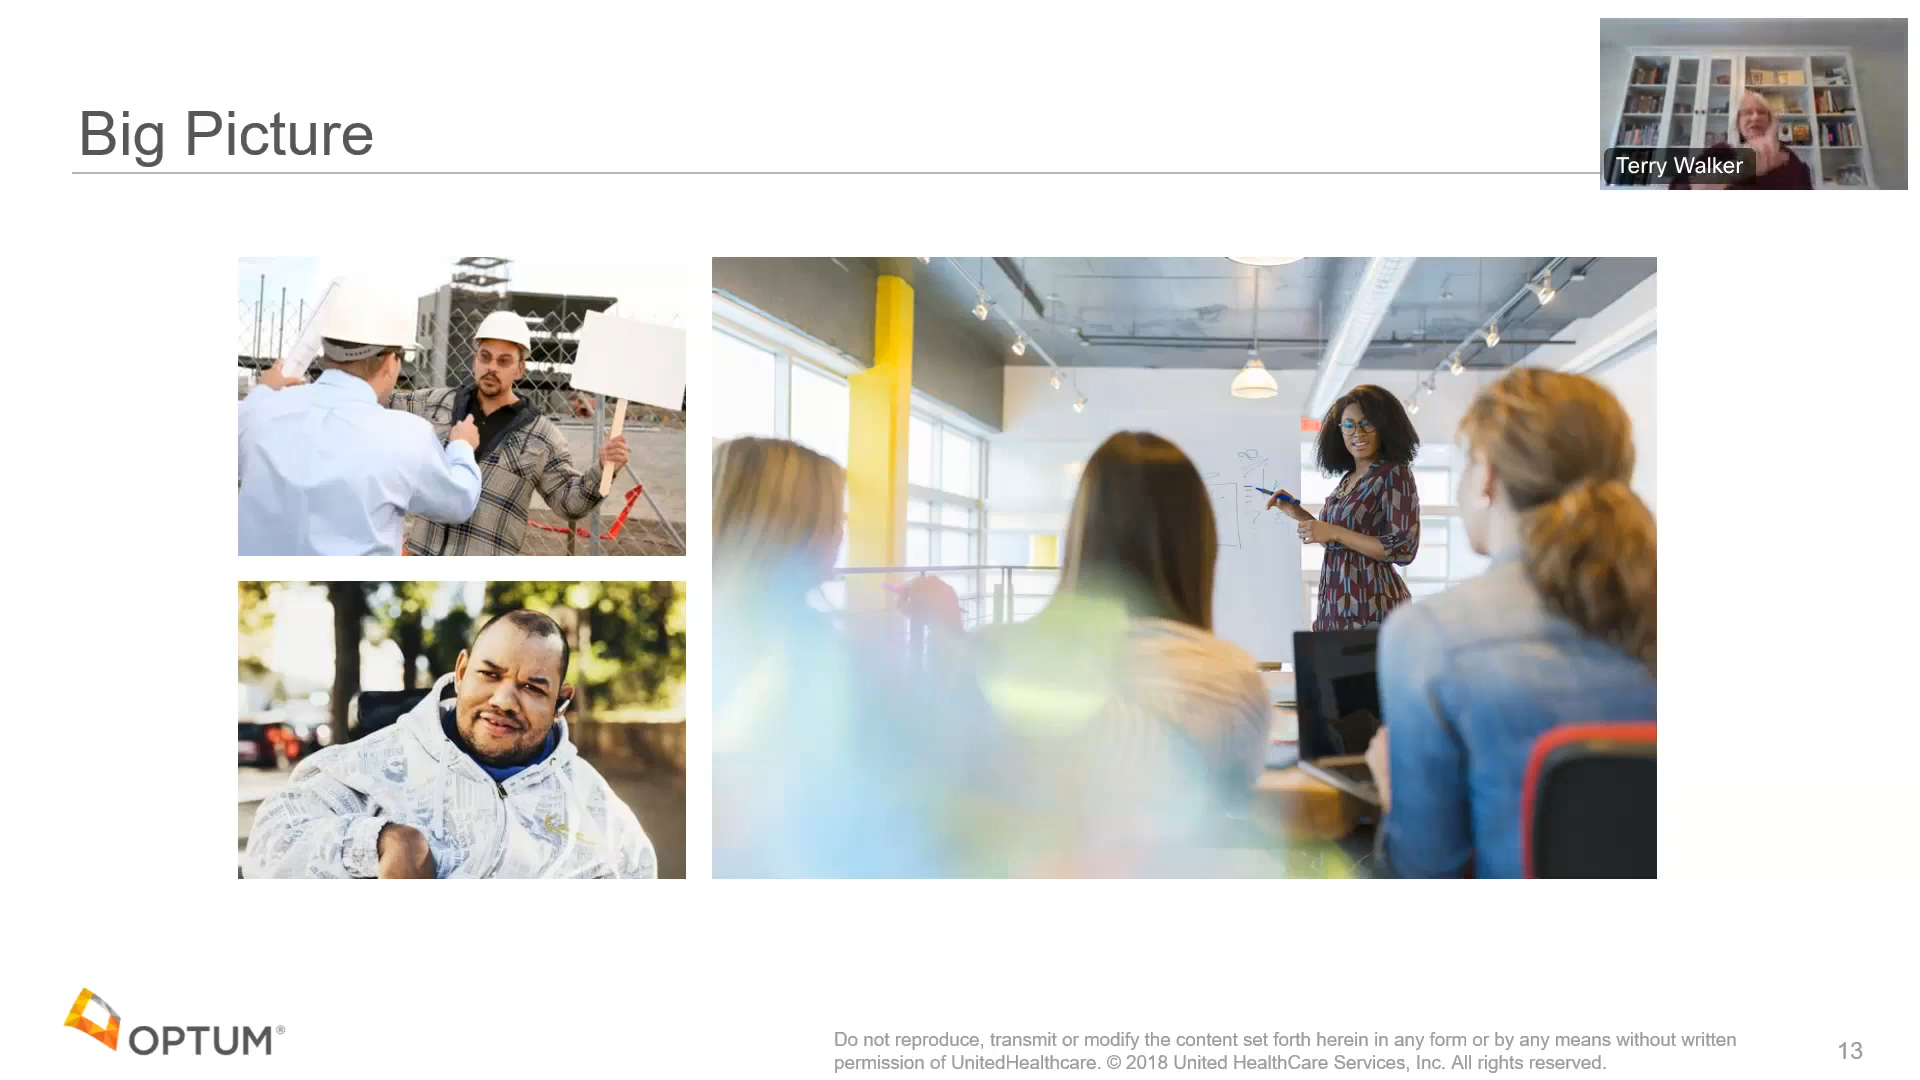 Big Picture
Terry Walker
OPTUM®
Do not reproduce, transmit or modify the content set forth herein in any form or by any means without written
permission of UnitedHealthcare. © 2018 United HealthCare Services, Inc. All rights reserved.
13